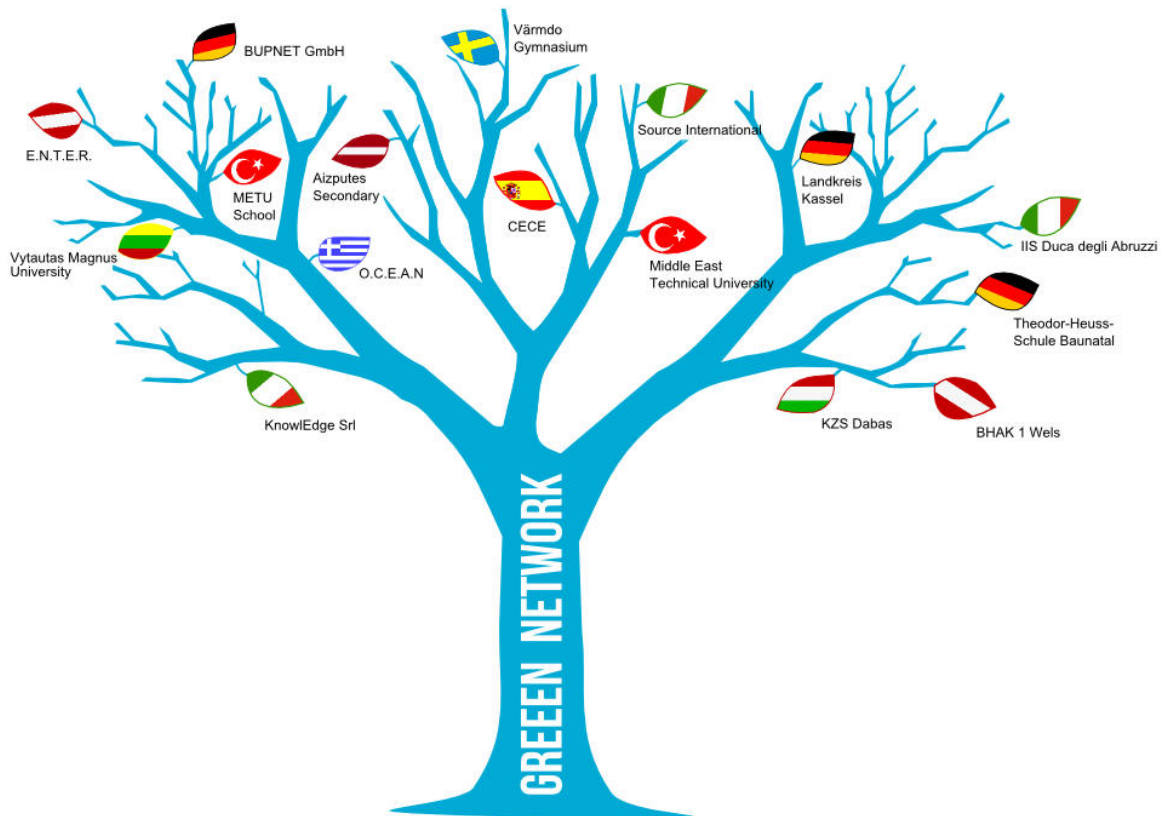 BUPNET GmbH
Värmdo
Gymnasium
Source International
E.N.T.E.R.
METU
School
Aizputes
Secondary
CECE
Landkreis
Kassel
Vytautas Magnus
University
O.C.E.A.N
Middle East
Technical University
IIS Duca degli Abruzzi
Theodor-Heuss-
Schule Baunatal
KnowlEdge Srl
KZS Dabas
BHAK 1 Wels
GREEEN NETWORK